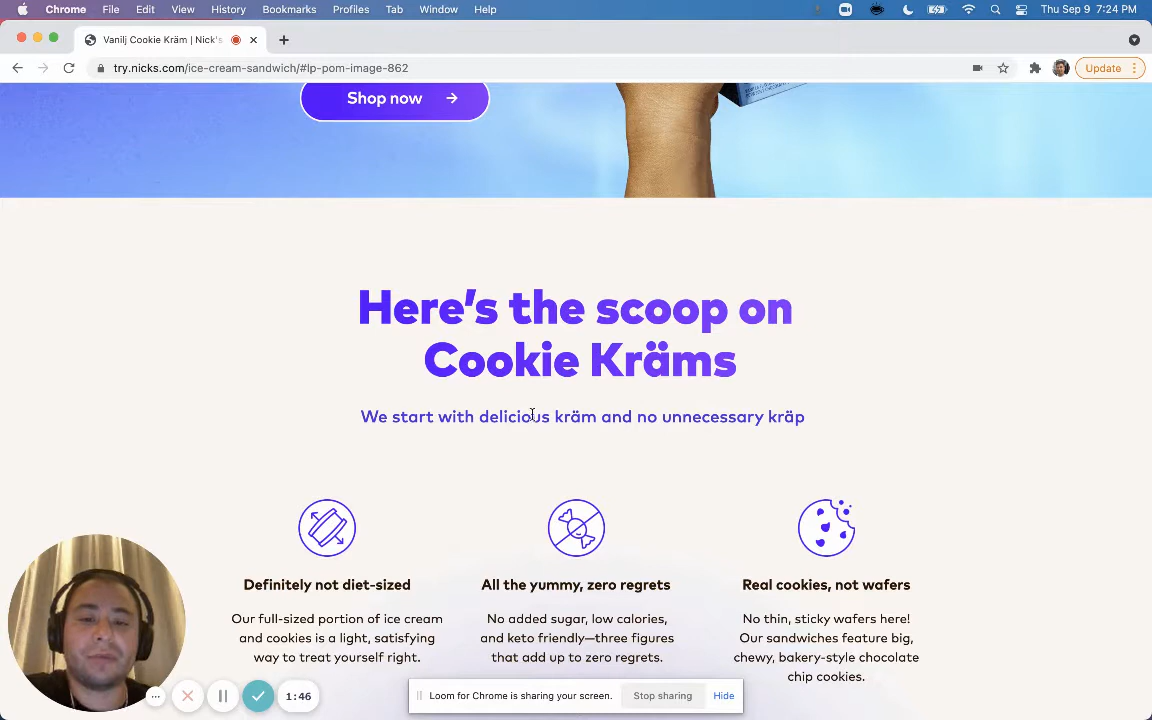 Chrome File Edit View History Bookmarks Profiles Tab Window Help Thu Sep 9 7:24 PM
Vanilj Cookie Kräm | Nick's
try.nicks.com/ice-cream-sandwich/#lp-pom-image-862 Update
Shop now
Here's the scoop on
Cookie Kräms
We start with delicious kräm and no unnecessary kräp
Definitely not diet-sized
Our full-sized portion of ice cream
and cookies is a light, satisfying
way to treat yourself right.
All the yummy, zero regrets
No added sugar, low calories,
and keto friendly—three figures
that add up to zero regrets.
Real cookies, not wafers
No thin, sticky wafers here!
Our sandwiches feature big,
chewy, bakery-style chocolate
chip cookies.
1:46
Loom for Chrome is sharing your screen. Stop sharing Hide